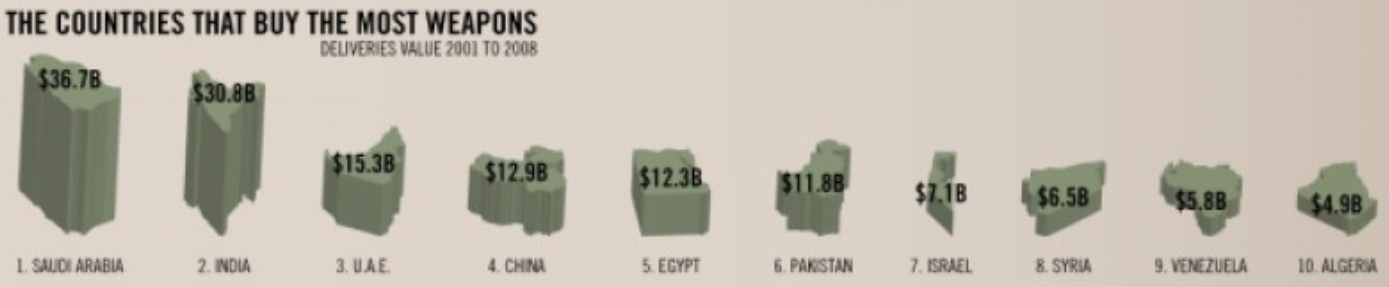 THE COUNTRIES THAT BUY THE MOST WEAPONS
DELIVERIES VALUE 2001 TO 2008
$36.7B $30.8B $15.3B $12.9B $12.3B $11.8B $7.1B $6.5B $5.8B $4.9B
1. SAUDI ARABIA 2. INDIA 3. U.A.E. 4. CHINA 5. EGYPT 6. PAKISTAN 7. ISRAEL 8. SYRIA 9. VENEZUELA 10. ALGERIA